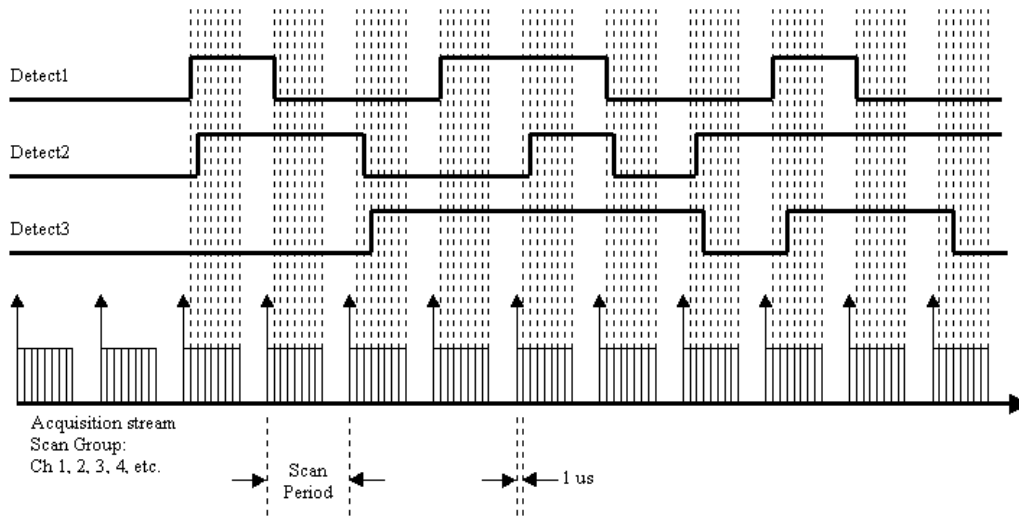 Detect1
Detect2
Detect3
Acquisition stream
Scan Group:
Ch 1, 2, 3, 4, etc.
Scan
Period
1 us